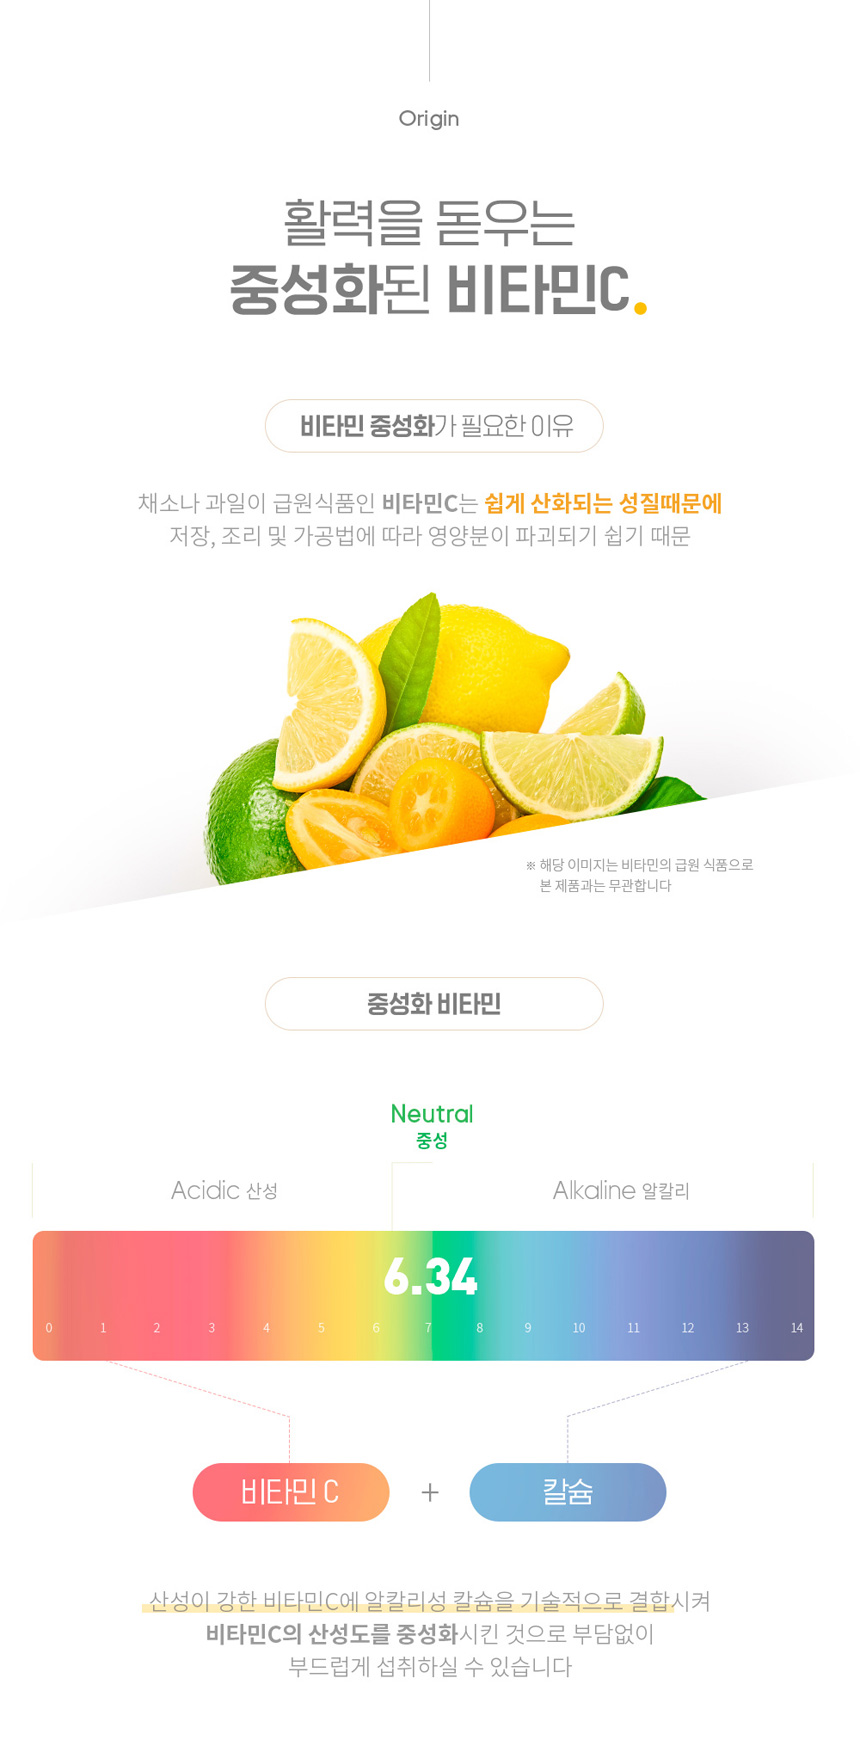 Origin
활력을 돋우는
중성화된 비타민C.
비타민 중성화가 필요한 이유
채소나 과일이 급원식품인 비타민C는 쉽게 산화되는 성질때문에
저장, 조리 및 가공법에 따라 영양분이 파괴되기 쉽기 때문
※ 해당 이미지는 비타민의 급원 식품으로
본 제품과는 무관합니다
중성화 비타민
Neutral
중성
Acidic 산성 Alkaline 알칼리
6.34
0 1 2 3 4 5 6 7 8 9 10 11 12 13 14
비타민 C + 칼슘
산성이 강한 비타민C에 알칼리성 칼슘을 기술적으로 결합시켜
비타민C의 산성도를 중성화시킨 것으로 부담없이
부드럽게 섭취하실 수 있습니다